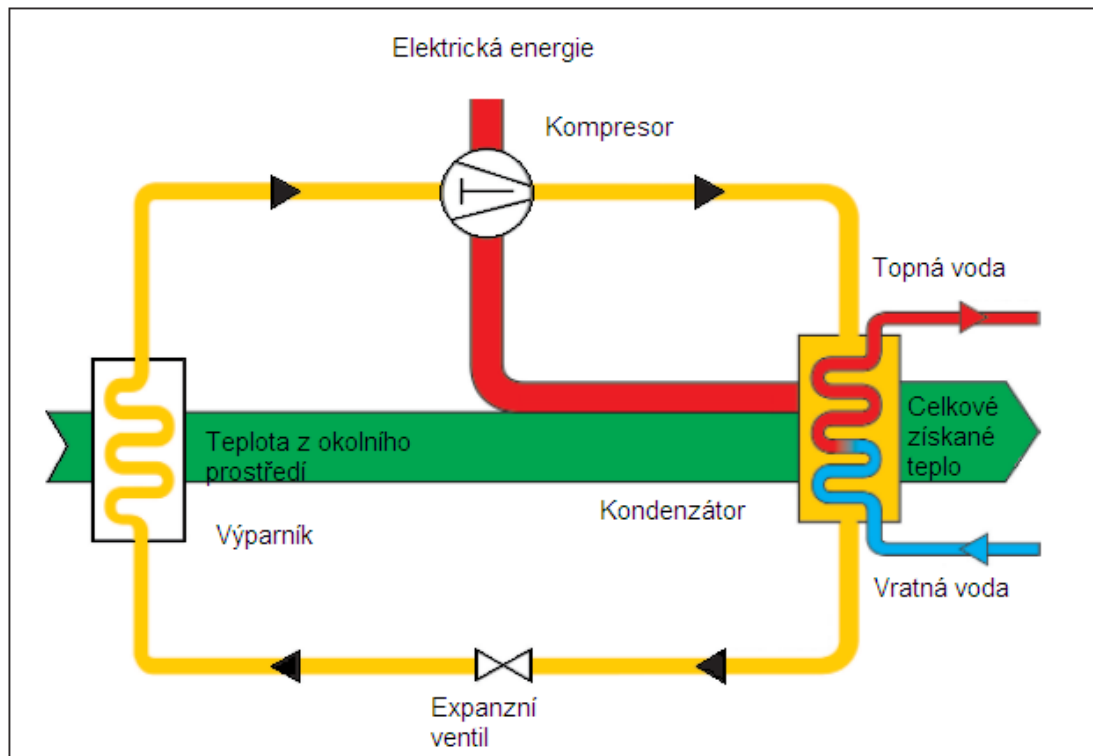 Elektrická energie
Kompresor
Topná voda
Teplota z okolního
prostředí
Celkové
získané
teplo
Kondenzátor
Výparník
Vratná voda
Expanzní
ventil